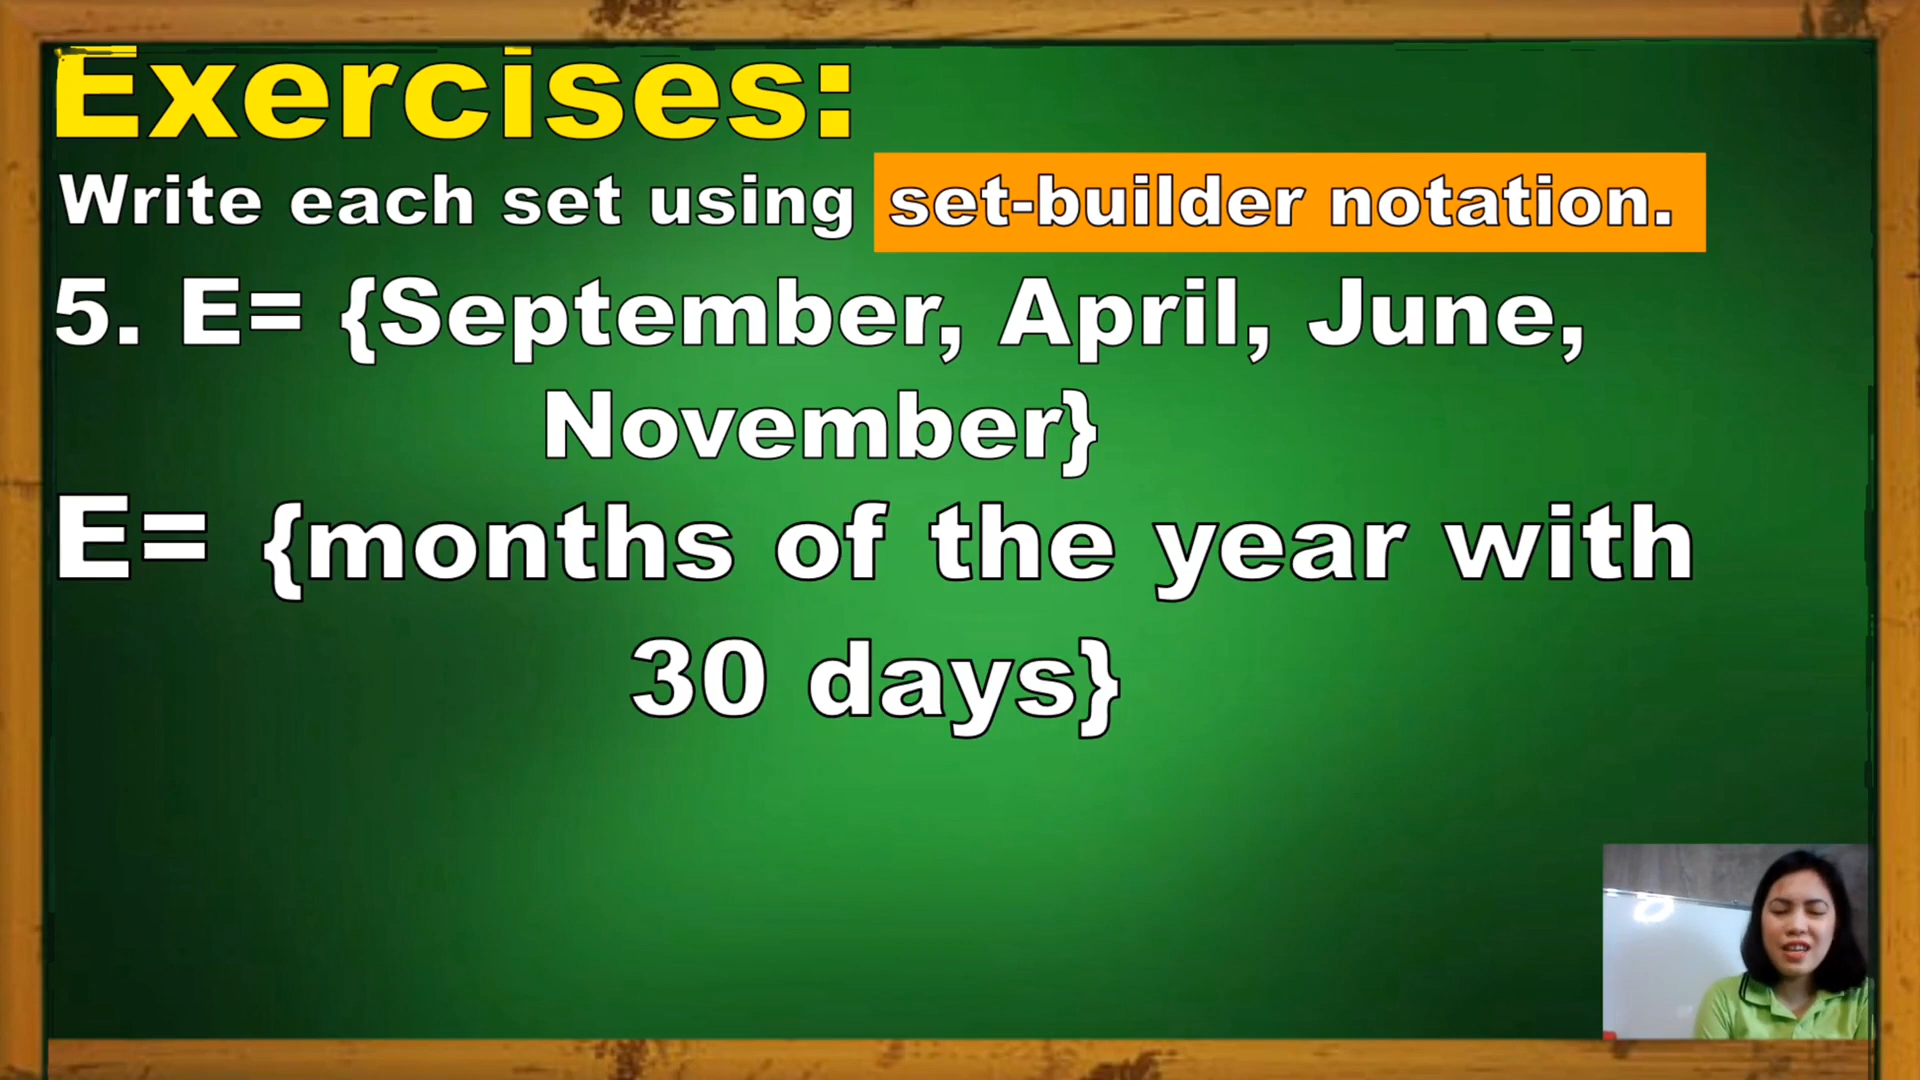 Exercises:
Write each set using set-builder notation.
5. E= {September, April, June,
November}
E= {months of the year with
30 days}